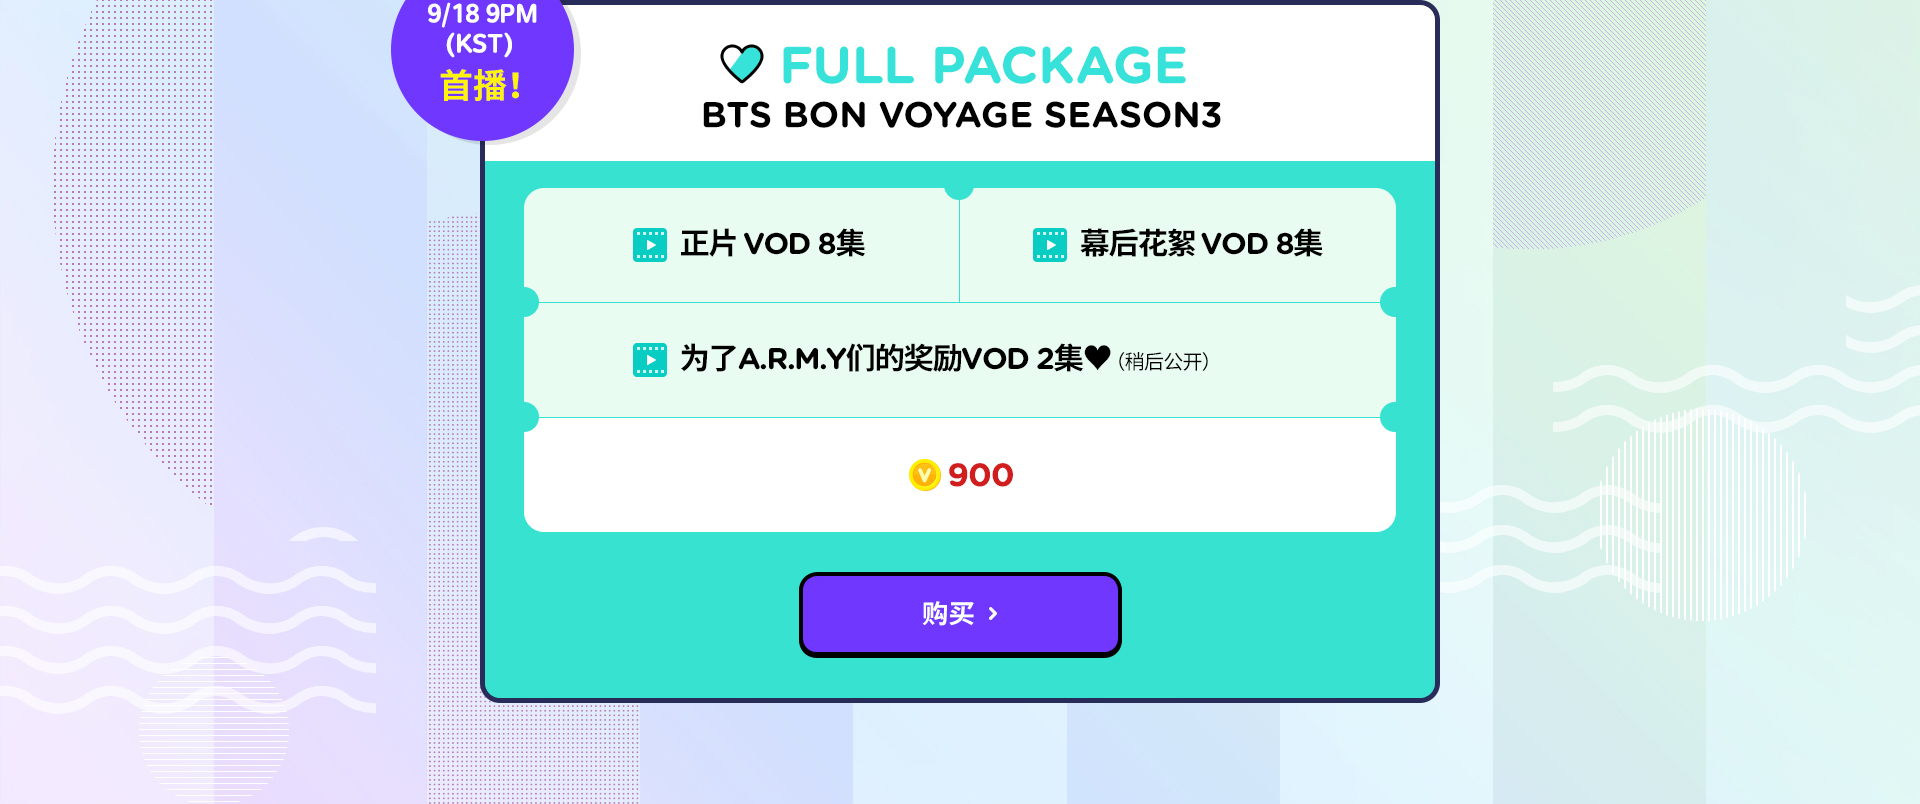 9/18 9PM
(KST)
首播!
FULL PACKAGE
BTS BON VOYAGE SEASON3
正片 VOD 8集
幕后花絮 VOD 8集
为了A.R.M.Y们的奖励VOD 2集♥ (稍后公开)
V 900
购买 ›